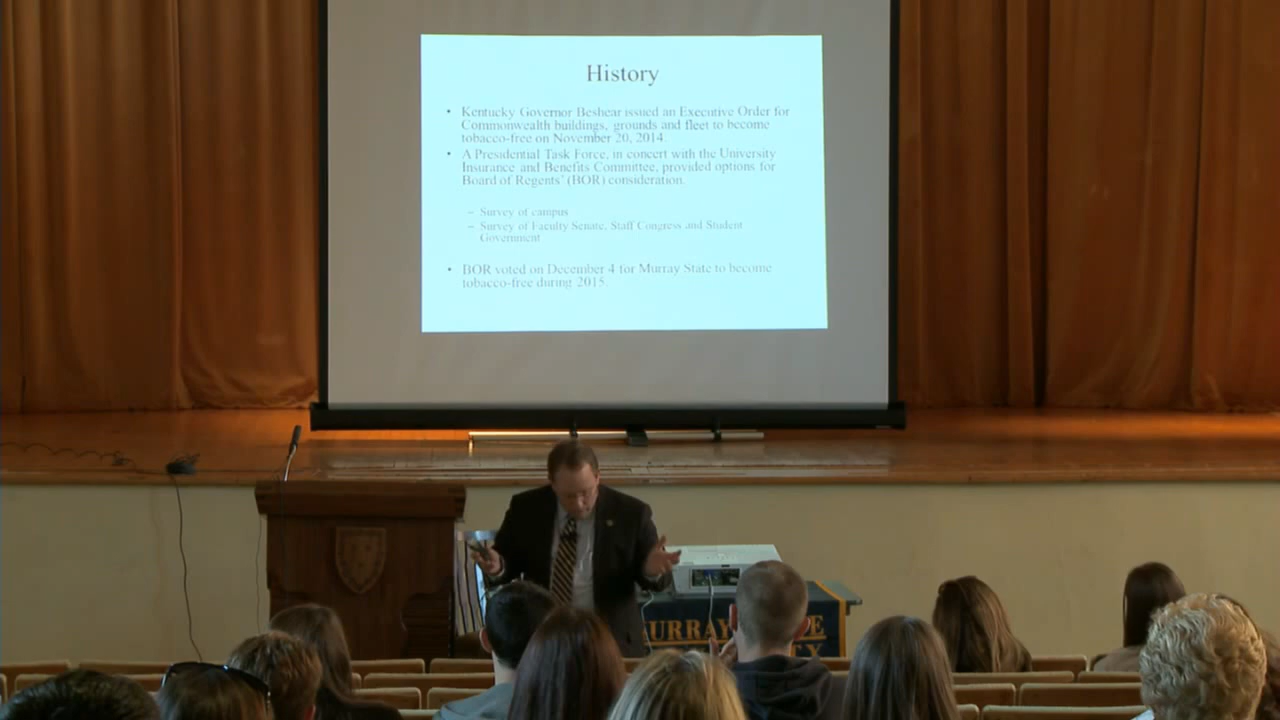 History
• Kentucky Governor Beshear issued an Executive Order for
Commonwealth buildings, grounds and fleet to become
tobacco-free on November 20, 2014.
• A Presidential Task Force, in concert with the University
Insurance and Benefits Committee, provided options for
Board of Regents' (BOR) consideration.
– Survey of campus
– Survey of Faculty Senate, Staff Congress and Student
Government
• BOR voted on December 4 for Murray State to become
tobacco-free during 2015.